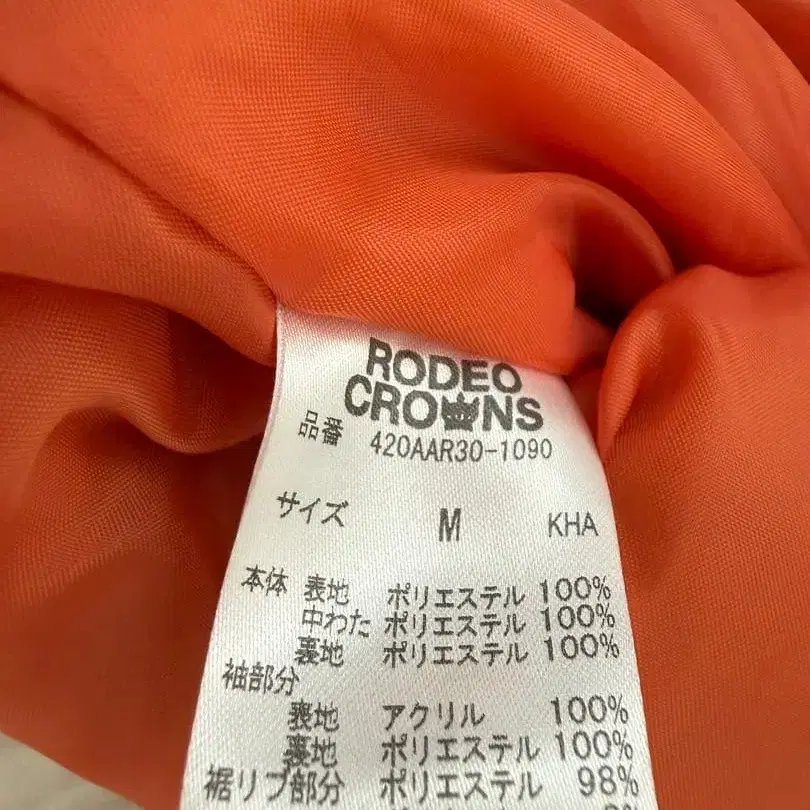 RODEO
CROWNS
品番 420AAR30-1090
サイズ M KHA
本体 表地 ポリエステル 100%
中わた ポリエステル 100%
裏地 ポリエステル 100%
袖部分
表地 アクリル 100%
裏地 ポリエステル 100%
裾リブ部分 ポリエステル 98%